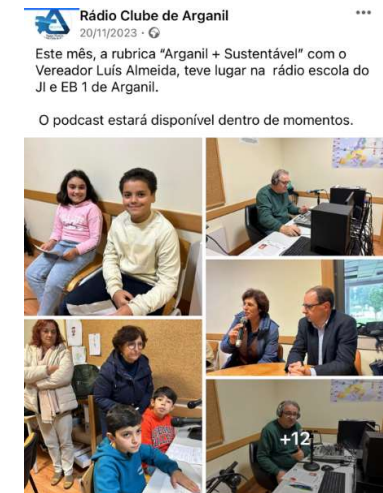 Rádio Clube de Arganil
20/11/2023 ·
Este mês, a rubrica "Arganil + Sustentável" com o
Vereador Luís Almeida, teve lugar na rádio escola do
JI e EB 1 de Arganil.
O podcast estará disponível dentro de momentos.
+12